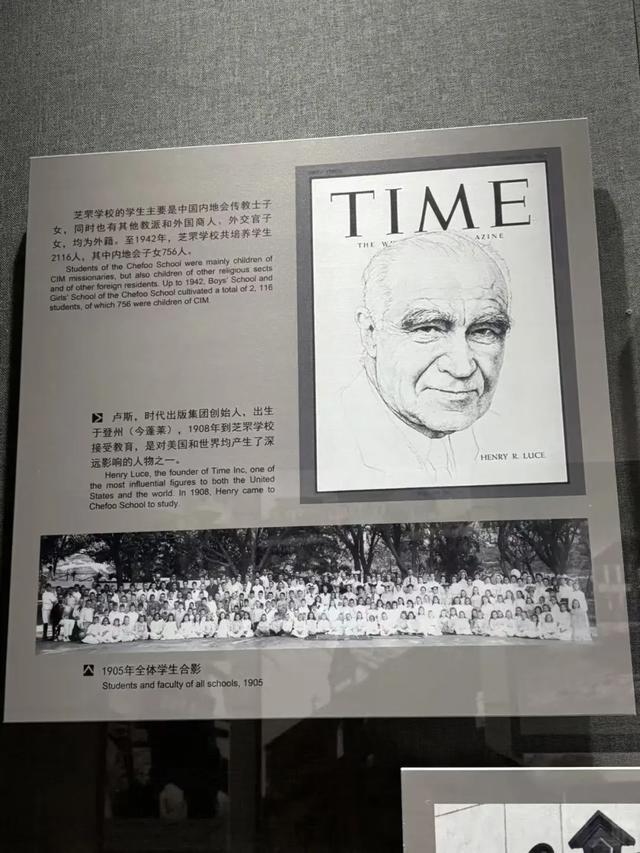 芝罘学校的学生主要是中国内地会传教士子
女，同时也有其他教派和外国商人、外交官子
女，均为外籍。至1942年，芝罘学校共培养学生
2116人，其中内地会子女756人。
Students of the Chefoo School were mainly children of
CIM missionaries, but also children of other religious sects
and of other foreign residents. Up to 1942, Boys' School and
Girls' School of the Chefoo School cultivated a total of 2, 116
students, of which 756 were children of CIM.
TIME
HENRY R. LUCE
卢斯，时代出版集团创始人，出生
于登州（今蓬莱），1908年到芝罘学校
接受教育，是对美国和世界均产生了深
远影响的人物之一。
Henry Luce, the founder of Time Inc, one of
the most influential figures to both the United
States and the world. In 1908, Henry came to
Chefoo School to study.
1905年全体学生合影
Students and faculty of all schools, 1905